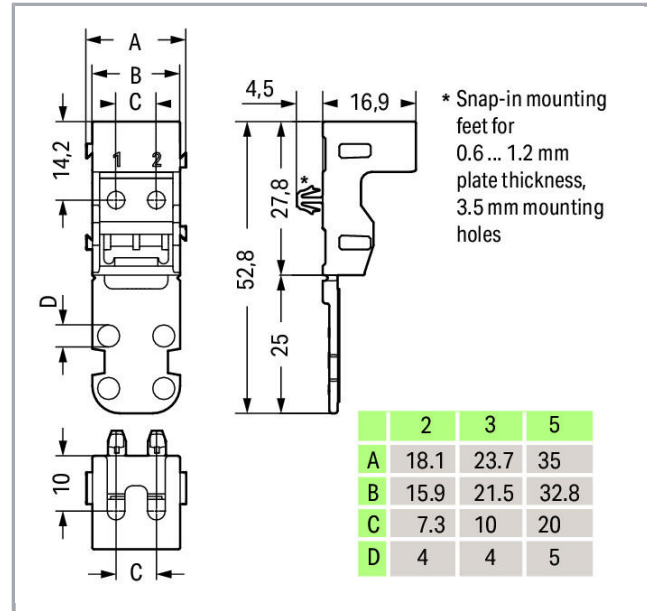 A
B
C
4,5
16,9
14,2
1 2
*
27,8
52,8
D
25
10
C
* Snap-in mounting
feet for
0.6 ... 1.2 mm
plate thickness,
3.5 mm mounting
holes
2 3 5
A 18.1 23.7 35
B 15.9 21.5 32.8
C 7.3 10 20
D 4 4 5